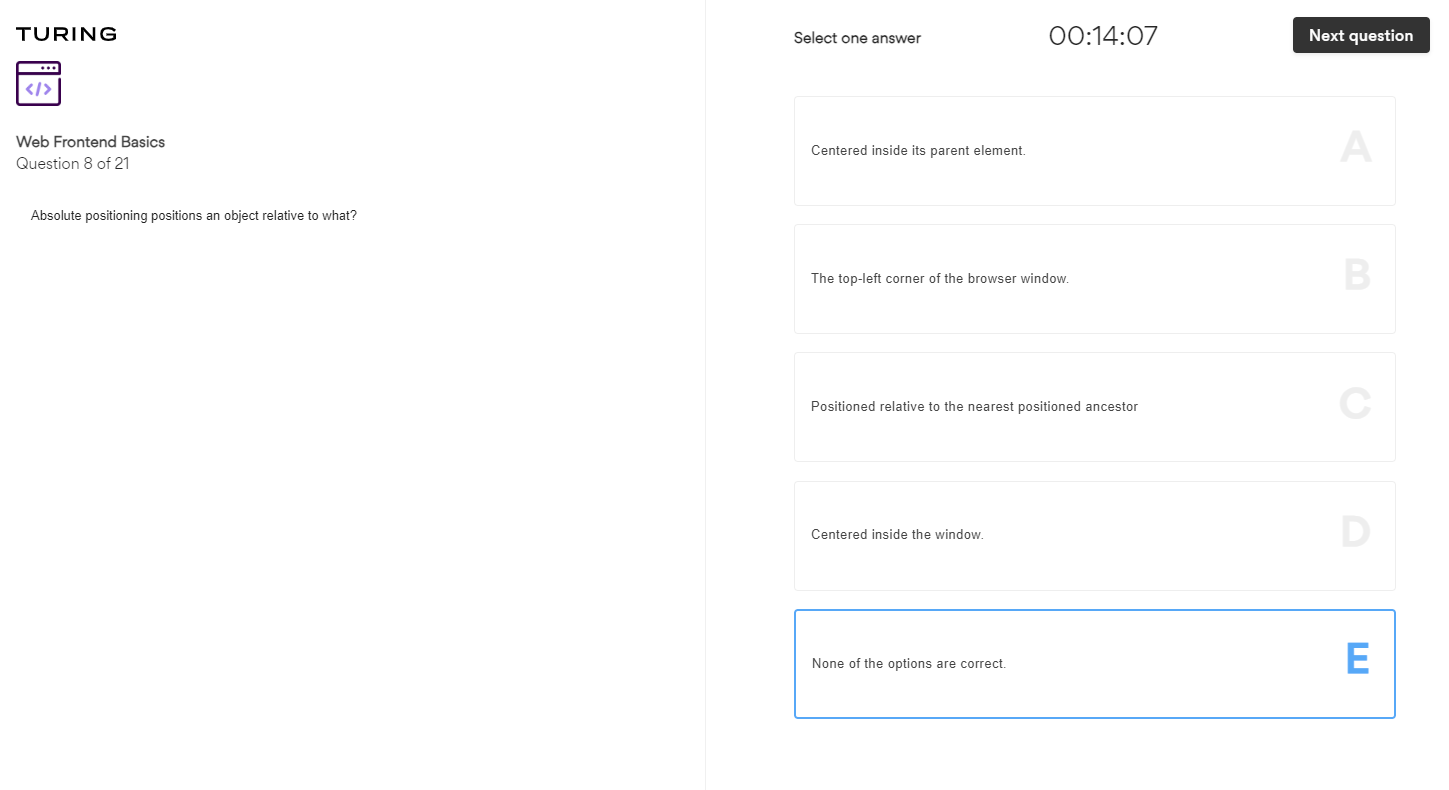 TURING
Web Frontend Basics
Question 8 of 21
Absolute positioning positions an object relative to what?
Select one answer
00:14:07
Next question
Centered inside its parent element.
A
The top-left corner of the browser window.
B
Positioned relative to the nearest positioned ancestor
C
Centered inside the window.
D
None of the options are correct.
E